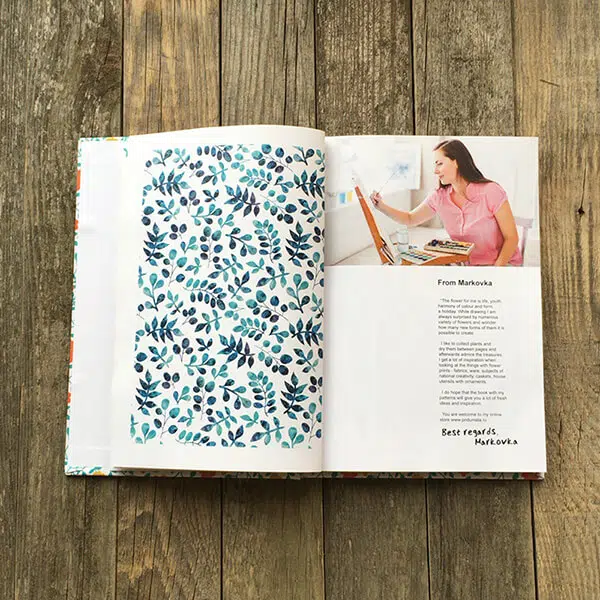 From Markovka
"The flower for me is life, youth,
harmony of colour and form,
a holiday. While drawing I am
always surprised by numerous
variety of flowers and wonder
how many new forms of them it is
possible to create.
I like to collect plants and
dry them between pages and
afterwards admire the treasures.
I get a lot of inspiration when
looking at the things with flower
prints - fabrics, ware, subjects of
national creativity, caskets, house
utensils with ornaments.
I do hope that the book with my
patterns will give you a lot of fresh
ideas and inspiration.
You are welcome to my online
store www.
Best regards,
Markovka